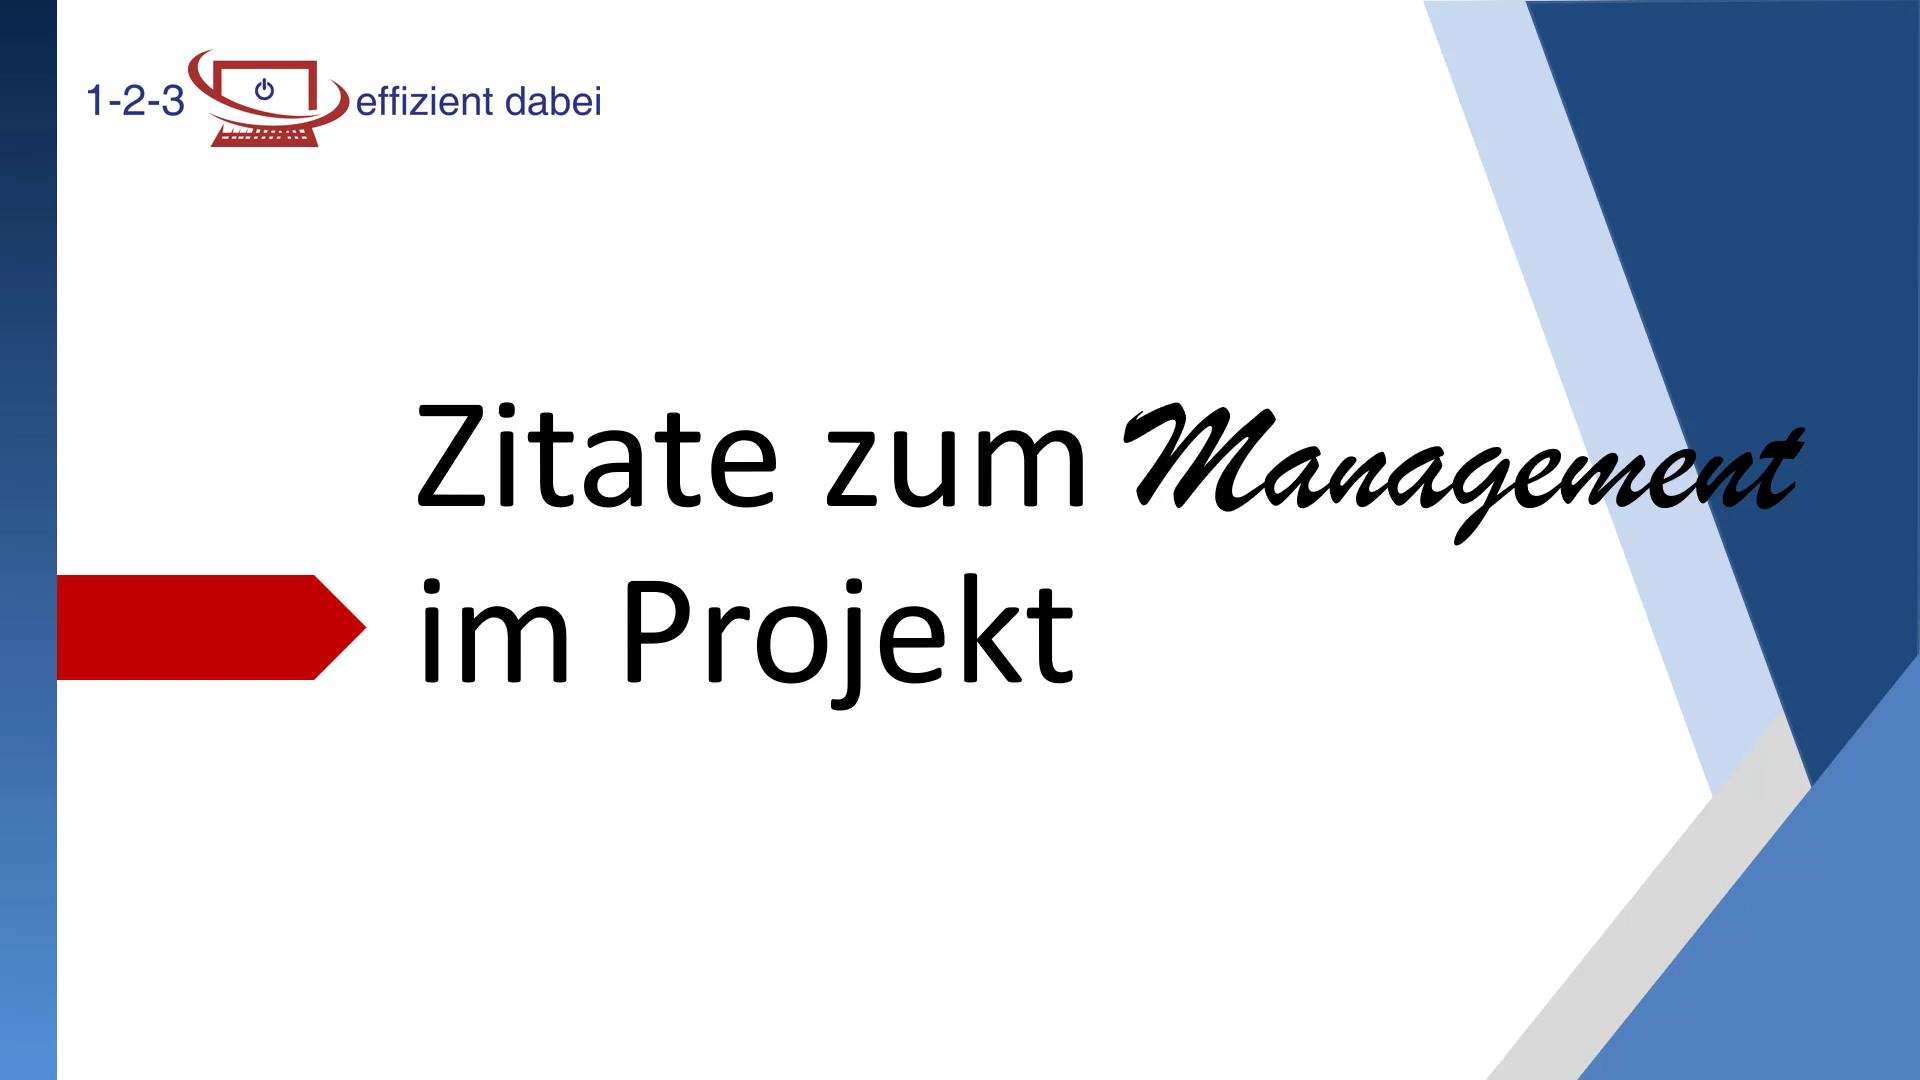 1-2-3 effizient dabei
Zitate zum Management
im Projekt